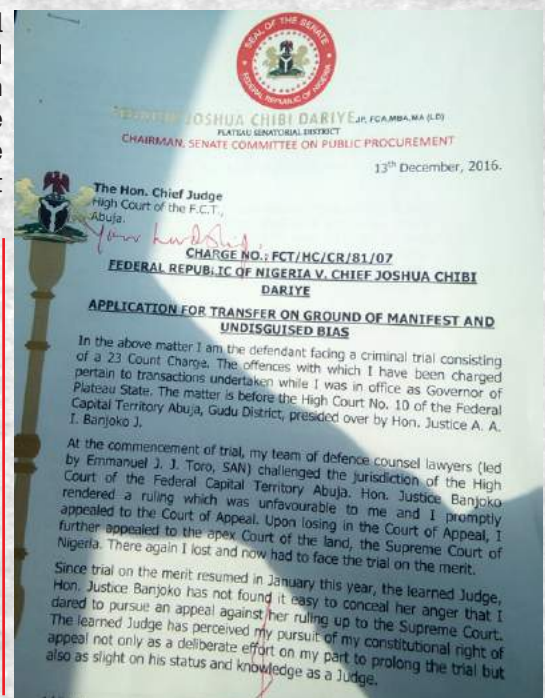 SEAL OF THE SENATE
FEDERAL REPUBLIC OF NIGERIA
JOSHUA CHIBI DARIYE JP, FCA,MBA,MA (LD)
PLATEAU SENATORIAL DISTRICT
CHAIRMAN, SENATE COMMITTEE ON PUBLIC PROCUREMENT
13th December, 2016.
The Hon. Chief Judge
High Court of the F.C.T.,
Abuja.
Your Lordship,
CHARGE NO.: FCT/HC/CR/81/07
FEDERAL REPUBLIC OF NIGERIA V. CHIEF JOSHUA CHIBI
DARIYE
APPLICATION FOR TRANSFER ON GROUND OF MANIFEST AND
UNDISGUISED BIAS
In the above matter I am the defendant facing a criminal trial consisting
of a 23 Count Charge. The offences with which I have been charged
pertain to transactions undertaken while I was in office as Governor of
Plateau State. The matter is before the High Court No. 10 of the Federal
Capital Territory Abuja, Gudu District, presided over by Hon. Justice A. A.
I. Banjoko J.
At the commencement of trial, my team of defence counsel lawyers (led
by Emmanuel J. J. Toro, SAN) challenged the jurisdiction of the High
Court of the Federal Capital Territory Abuja. Hon. Justice Banjoko
rendered a ruling which was unfavourable to me and I promptly
appealed to the Court of Appeal. Upon losing in the Court of Appeal, I
further appealed to the apex Court of the land, the Supreme Court of
Nigeria. There again I lost and now had to face the trial on the merit.
Since trial on the merit resumed in January this year, the learned Judge,
Hon. Justice Banjoko has not found it easy to conceal her anger that I
dared to pursue an appeal against her ruling up to the Supreme Court.
The learned Judge has perceived my pursuit of my constitutional right of
appeal not only as a deliberate effort on my part to prolong the trial but
also as slight on his status and knowledge as a Judge.